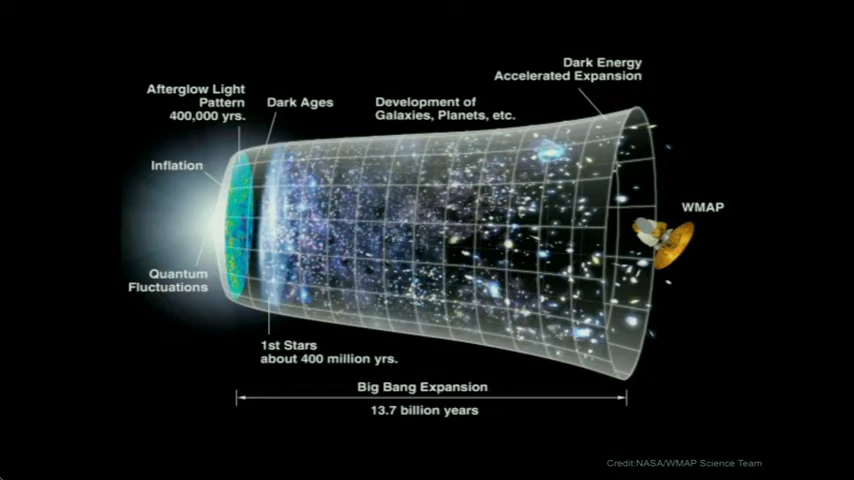 Dark Energy
Accelerated Expansion
Afterglow Light
Pattern
400,000 yrs.
Dark Ages
Development of
Galaxies, Planets, etc.
Inflation
WMAP
Quantum
Fluctuations
1st Stars
about 400 million yrs.
Big Bang Expansion
13.7 billion years
Credit:NASA/WMAP Science Team